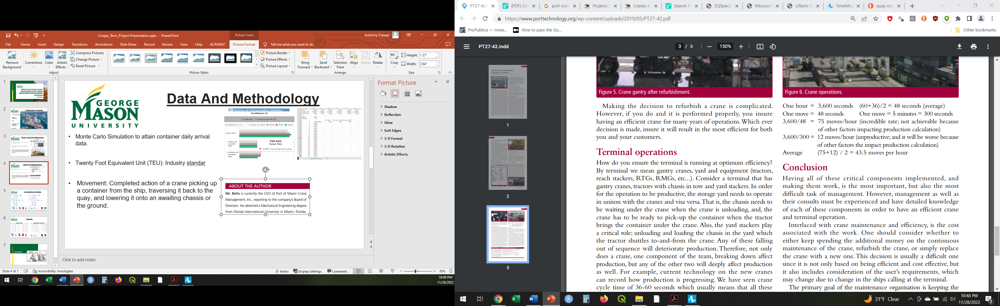 Crespo_Term_Project Presentation.pptx - PowerPoint
Picture Tools
Anthony Crespo
File Home Insert Design Transitions Animations Slide Show Record Review View Help ACROBAT Picture Format Tell me what you want to do
Remove Background
Corrections
Color
Artistic Effects
Compress Pictures
Change Picture
Reset Picture
Adjust
Picture Styles
Picture Border
Picture Effects
Picture Layout
Bring Forward
Send Backward
Selection Pane
Align
Group
Rotate
Arrange
Crop
Height: 1.57"
Width: 3.94"
Size
1
2
3
4
5
6
7
GEORGE
MASON
UNIVERSITY
Data And Methodology
• Monte Carlo Simulation to attain container daily arrival
data.
• Twenty Foot Equivalent Unit (TEU): Industry standar
• Movement: Completed action of a crane picking up
a container from the ship, traversing it back to the
quay, and lowering it onto an awaiting chassis or
the ground.
Bureau of Transportation Statistics
PortMiami, FL
CARGO THROUGHPUT
2016 2017 2018 2019 2020
Total TEU
• Inbound
Loaded
TEU
799,620
Total TEU
-3.8% from previous year
• Outbound
Loaded
TEU
TEU Monte Carlo
ABOUT THE AUTHOR
Mr. Bello is currently the CEO of Port of Miami Crane
Management, Inc., reporting to the company's Board of
Directors. He obtained a Mechanical Engineering degree
from Florida International University in Miami, Florida,
Format Picture
Shadow
Reflection
Glow
Soft Edges
3-D Format
3-D Rotation
Artistic Effects
Click to add notes
Slide 4 of 7
Accessibility: Investigate
Notes
Display Settings
Comments
83%
10:48 PM
11/28/2022
PT27-42.
(PDF) Cor
port cran
Projects |
Cranes 4-
Search Pu
EQSpectr
Microsof
Liftech-C
TimeMea
quay cran
https://www.porttechnology.org/wp-content/uploads/2019/05/PT27-42.pdf
ProPublica — Inves...
How to pass the Go...
Other bookmarks
PT27-42.indd
3 / 3
150%
1
2
3
Figure 5. Crane gantry after refurbishment.
Making the decision to refurbish a crane is complicated.
However, if you do and it is performed properly, you insure
having an efficient crane for many years of operations. Which ever
decision is made, insure it will result in the most efficient for both
you and your customers.
Terminal operations
How do you ensure the terminal is running at optimum efficiency?
By terminal we mean gantry cranes, yard and equipment (tractors,
reach stackers, RTGs, RMGs, etc...). Consider a terminal that has
gantry cranes, tractors with chassis in tow and yard stackers. In order
for the operation to be productive, the storage yard needs to operate
in unison with the cranes and visa versa. That is, the chassis needs to
be waiting under the crane when the crane is unloading, and, the
crane has to be ready to pick-up the container when the tractor
brings the container under the crane. Also, the yard stackers play
a critical role; unloading and loading the chassis in the yard which
the tractor shuttles to-and-from the crane. Any of these falling
out of sequence will deteriorate production. Therefore, not only
does a crane, one component of the team, breaking down affect
production, but any of the other two will deeply affect production
as well. For example, current technology on the new cranes
can record how production is progressing. We have seen crane
cycle time of 36-60 seconds which usually means that all these
Figure 6. Crane operations.
One hour = 3,600 seconds (60+36)/2 = 48 seconds (average)
One move = 48 seconds One move = 5 minutes = 300 seconds
3,600/48 = 75 moves/hour (incredible rate; not achievable because
of other factors impacting production calculation)
3,600/300 = 12 moves/hour (unproductive; and it will be worse because
of other factors the impact production calculation)
Average (75+12) / 2 = 43.5 moves per hour
Conclusion
Having all of these critical components implemented, and
making them work, is the most important, but also the most
difficult task of management. However, management as well as
their consults must be experienced and have detailed knowledge
of each of these components in order to have an efficient crane
and terminal operation.
Interlaced with crane maintenance and efficiency, is the cost
associated with the work. One should consider whether to
either keep spending the additional money on the continuous
maintenance of the crane, refurbish the crane, or simply replace
the crane with a new one. This decision is usually a difficult one
since it is not only based on being efficient and cost effective, but
it also includes consideration of the user's requirements, which
may change due to change in the ships calling at the terminal.
The primary goal of the maintenance organisation is keeping the
31°F Clear
10:48 PM
11/28/2022
2